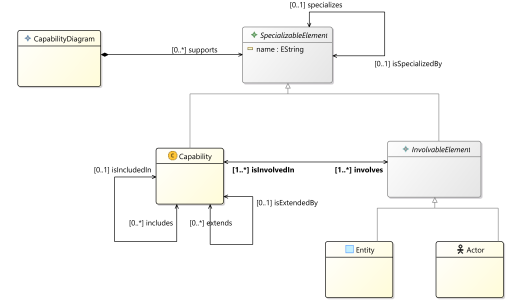 [0..1] specializes
CapabilityDiagram
SpecializableElement
[0..*] supports
name : EString
[0..1] isSpecializedBy
Capability
InvolvableElement
[0..1] isIncludedIn
[1..*] isInvolvedIn
[1..*] involves
[0..1] isExtendedBy
[0..*] includes
[0..*] extends
Entity
Actor